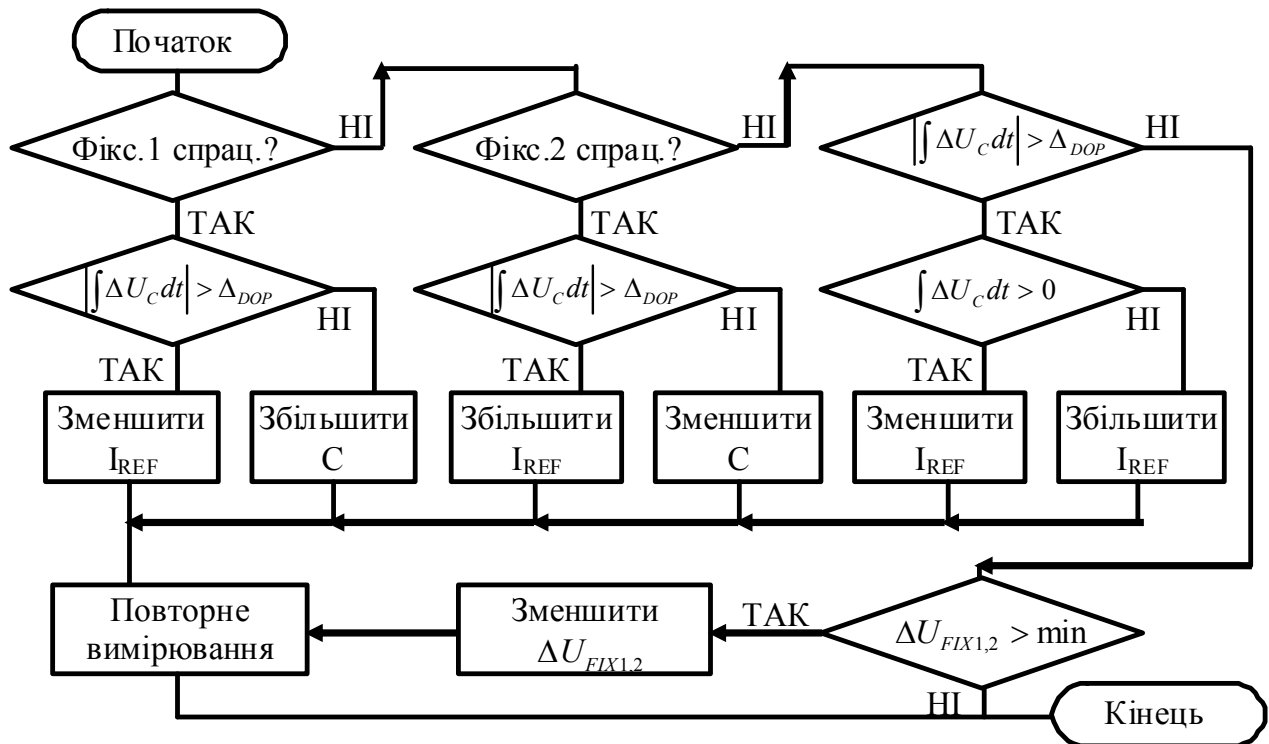 Початок
Фікс.1 спрац.?
НІ
Фікс.2 спрац.?
НІ
|∫ΔU_C dt| > Δ_DOP
НІ
ТАК
ТАК
ТАК
|∫ΔU_C dt| > Δ_DOP
НІ
|∫ΔU_C dt| > Δ_DOP
НІ
∫ΔU_C dt > 0
НІ
ТАК
ТАК
ТАК
Зменшити
I_REF
Збільшити
С
Збільшити
I_REF
Зменшити
С
Зменшити
I_REF
Збільшити
I_REF
Повторне
вимірювання
Зменшити
ΔU_FIX1,2
ТАК
ΔU_FIX1,2 > min
НІ
Кінець